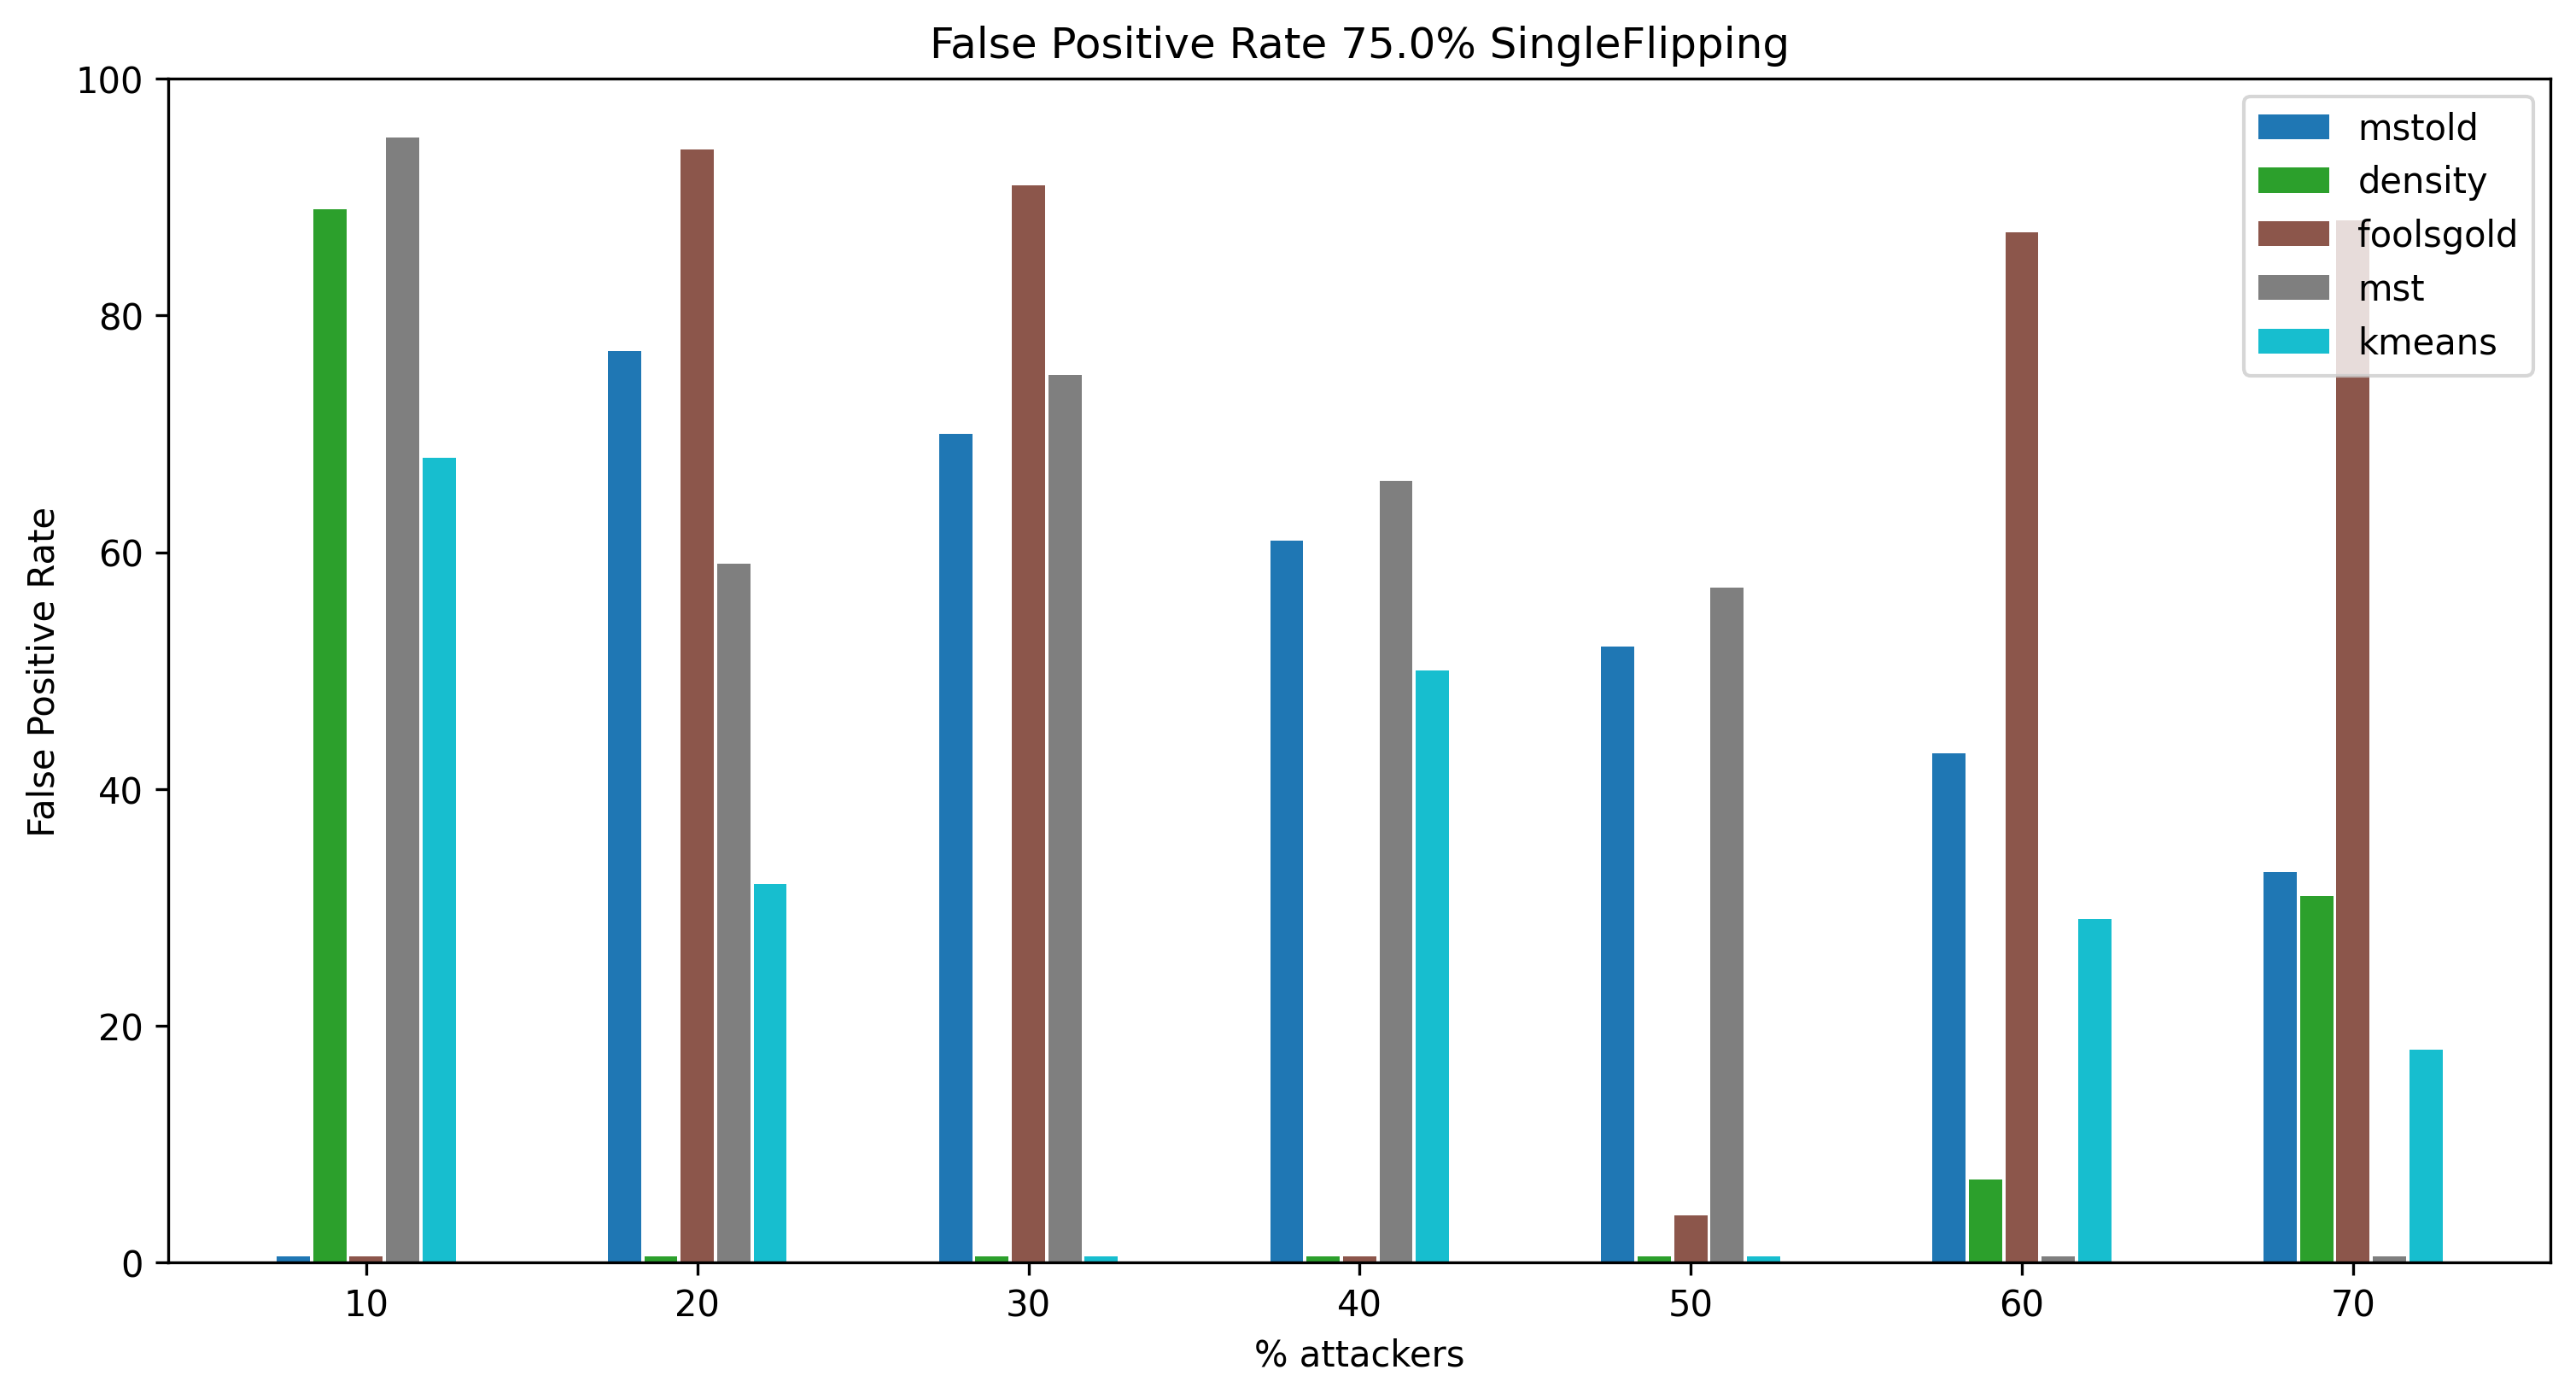 False Positive Rate 75.0% SingleFlipping
100
80
60
40
20
0
False Positive Rate
10 20 30 40 50 60 70
% attackers
mstold
density
foolsgold
mst
kmeans